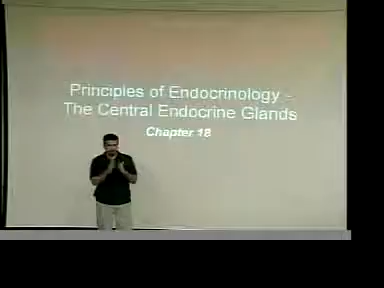 Principles of Endocrinology -
The Central Endocrine Glands
Chapter 18